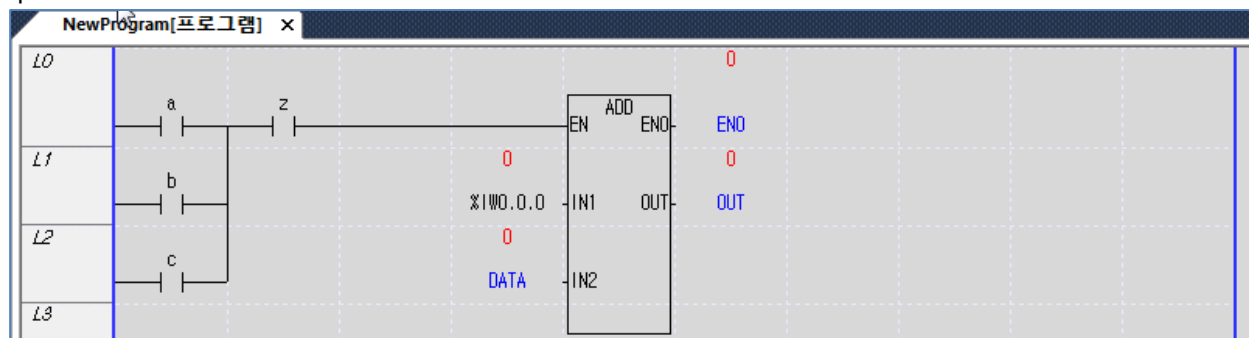 NewProgram[프로그램] ×
L0
0
a
z
ADD
EN
ENO
ENO
L1
0
0
b
%IW0.0.0
IN1
OUT
OUT
L2
0
c
DATA
IN2
L3